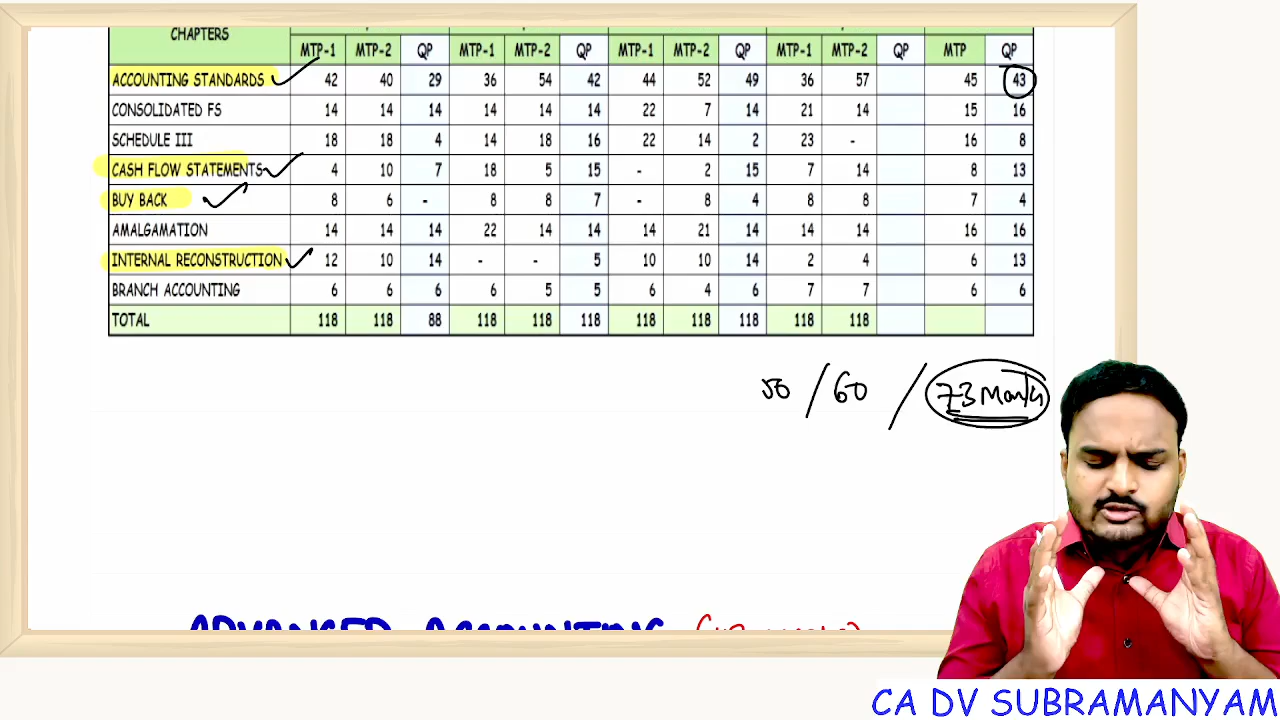 CHAPTERS
MTP-1 MTP-2 QP MTP-1 MTP-2 QP MTP-1 MTP-2 QP MTP-1 MTP-2 QP MTP QP
ACCOUNTING STANDARDS 42 40 29 36 54 42 44 52 49 36 57 45 43
CONSOLIDATED FS 14 14 14 14 14 14 22 7 14 21 14 15 16
SCHEDULE III 18 18 4 14 18 16 22 14 2 23 - 16 8
CASH FLOW STATEMENTS 4 10 7 18 5 15 - 2 15 7 14 8 13
BUY BACK 8 6 - 8 8 7 - 8 4 8 8 7 4
AMALGAMATION 14 14 14 22 14 14 14 21 14 14 14 16 16
INTERNAL RECONSTRUCTION 12 10 14 - - 5 10 10 14 2 4 6 13
BRANCH ACCOUNTING 6 6 6 6 5 5 6 4 6 7 7 6 6
TOTAL 118 118 88 118 118 118 118 118 118 118 118
50 / 60 / 73 Marks
ADVANCED ACCOUNTING
CA DV SUBRAMANYAM